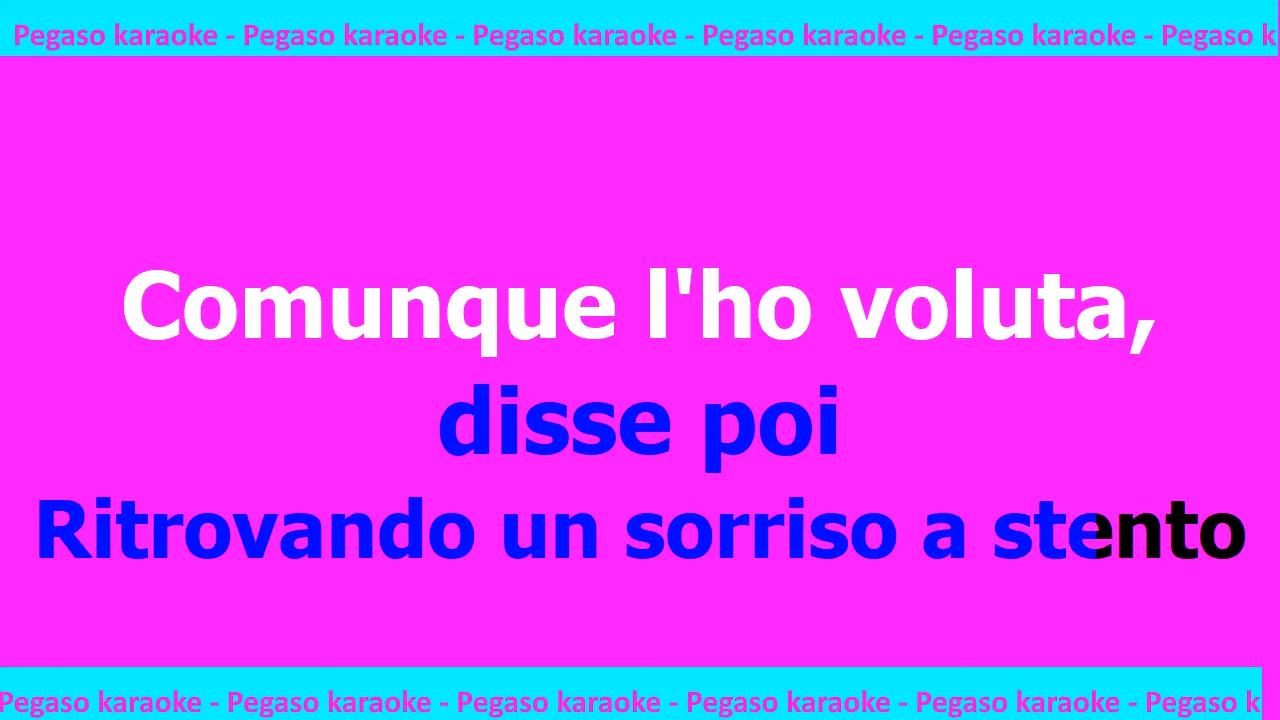 Pegaso karaoke - Pegaso karaoke - Pegaso karaoke - Pegaso karaoke - Pegaso karaoke - Pegaso k
Comunque l'ho voluta,
disse poi
Ritrovando un sorriso a stento
Pegaso karaoke - Pegaso karaoke - Pegaso karaoke - Pegaso karaoke - Pegaso karaoke - Pegaso k